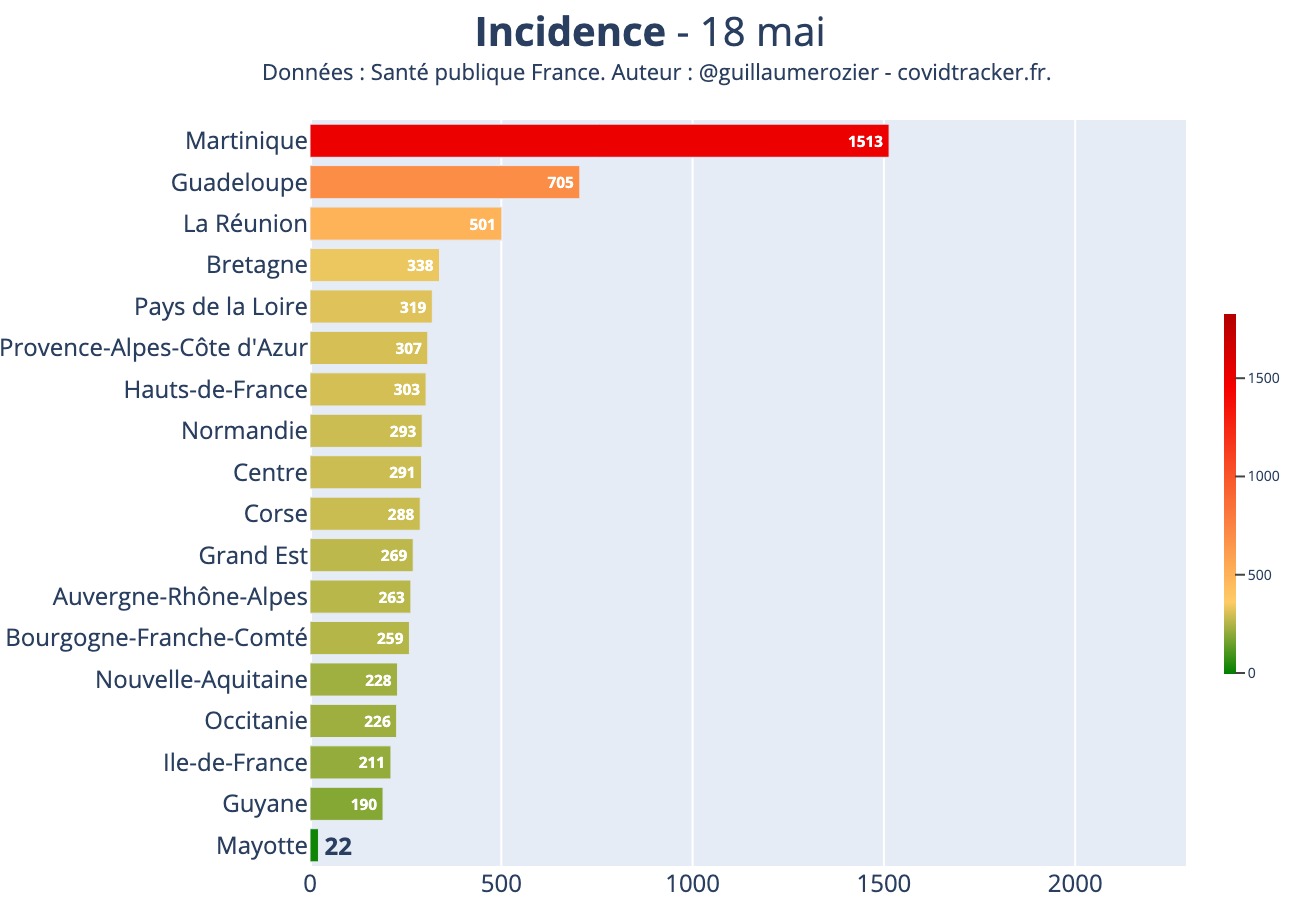 Incidence - 18 mai
Données : Santé publique France. Auteur : @guillaumerozier - covidtracker.fr.
Martinique 1513
Guadeloupe 705
La Réunion 501
Bretagne 338
Pays de la Loire 319
Provence-Alpes-Côte d'Azur 307
Hauts-de-France 303
Normandie 293
Centre 291
Corse 288
Grand Est 269
Auvergne-Rhône-Alpes 263
Bourgogne-Franche-Comté 259
Nouvelle-Aquitaine 228
Occitanie 226
Ile-de-France 211
Guyane 190
Mayotte 22
0 500 1000 1500 2000
1500
1000
500
0